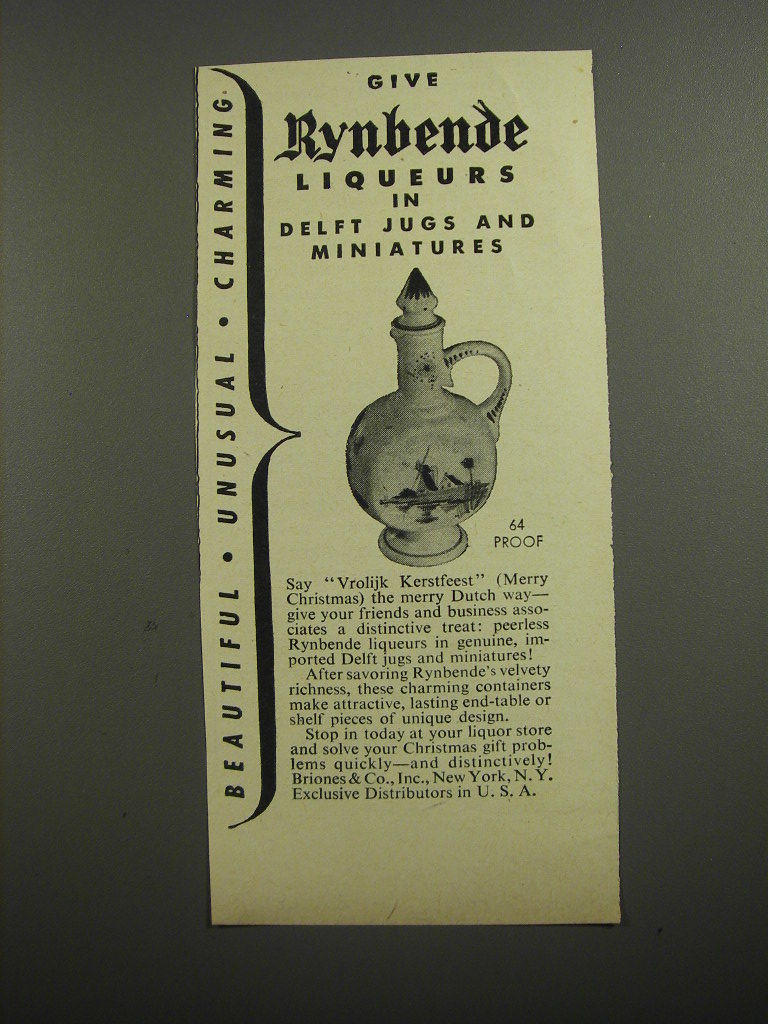 BEAUTIFUL • UNUSUAL • CHARMING
GIVE
Rynbende
LIQUEURS
IN
DELFT JUGS AND
MINIATURES
64
PROOF
Say "Vrolijk Kerstfeest" (Merry
Christmas) the merry Dutch way—
give your friends and business asso-
ciates a distinctive treat: peerless
Rynbende liqueurs in genuine, im-
ported Delft jugs and miniatures!
After savoring Rynbende's velvety
richness, these charming containers
make attractive, lasting end-table or
shelf pieces of unique design.
Stop in today at your liquor store
and solve your Christmas gift prob-
lems quickly—and distinctively!
Briones & Co., Inc., New York, N. Y.
Exclusive Distributors in U. S. A.